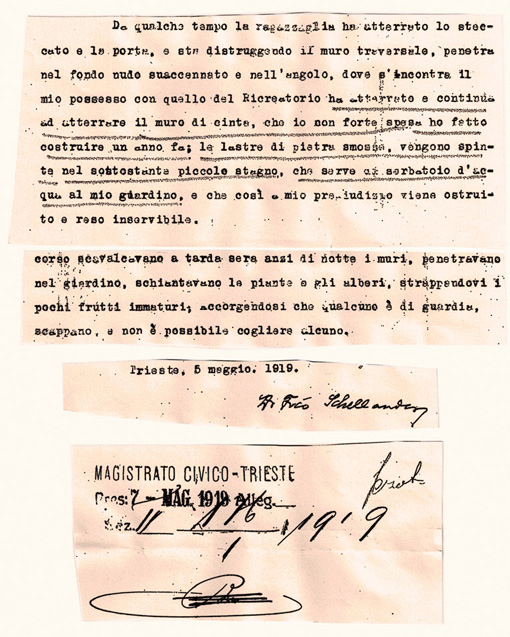 Da qualche tempo la ragazzaglia ha atterrato lo stec-
cato e la porta, e sta distruggendo il muro traversale, penetra
nel fondo nudo suaccennato e nell'angolo, dove s'incontra il
mio possesso con quello del Ricreatorio ha atterrato e continua
ad atterrare il muro di cinta, che io non forte spesa ho fatto
costruire un anno fa; le lastre di pietra smosse, vengono spin-
te nel sottostante piccolo stagno, che serve da serbatoio d'ac-
qua al mio giardino, e che così a mio pregiudizio viene ostrui-
to e reso inservibile.
corso scavalcavano a tarda sera anzi di notte i muri, penetravano
nel giardino, schiantavano le piante e gli alberi, strappandovi i
pochi frutti immaturi; accorgendosi che qualcuno è di guardia,
scappano, e non è possibile cogliere alcuno.
Trieste, 5 maggio. 1919.
Schellander
MAGISTRATO CIVICO-TRIESTE
Pres: 7 - MAG. 1919 Alleg.
Sez. 1919